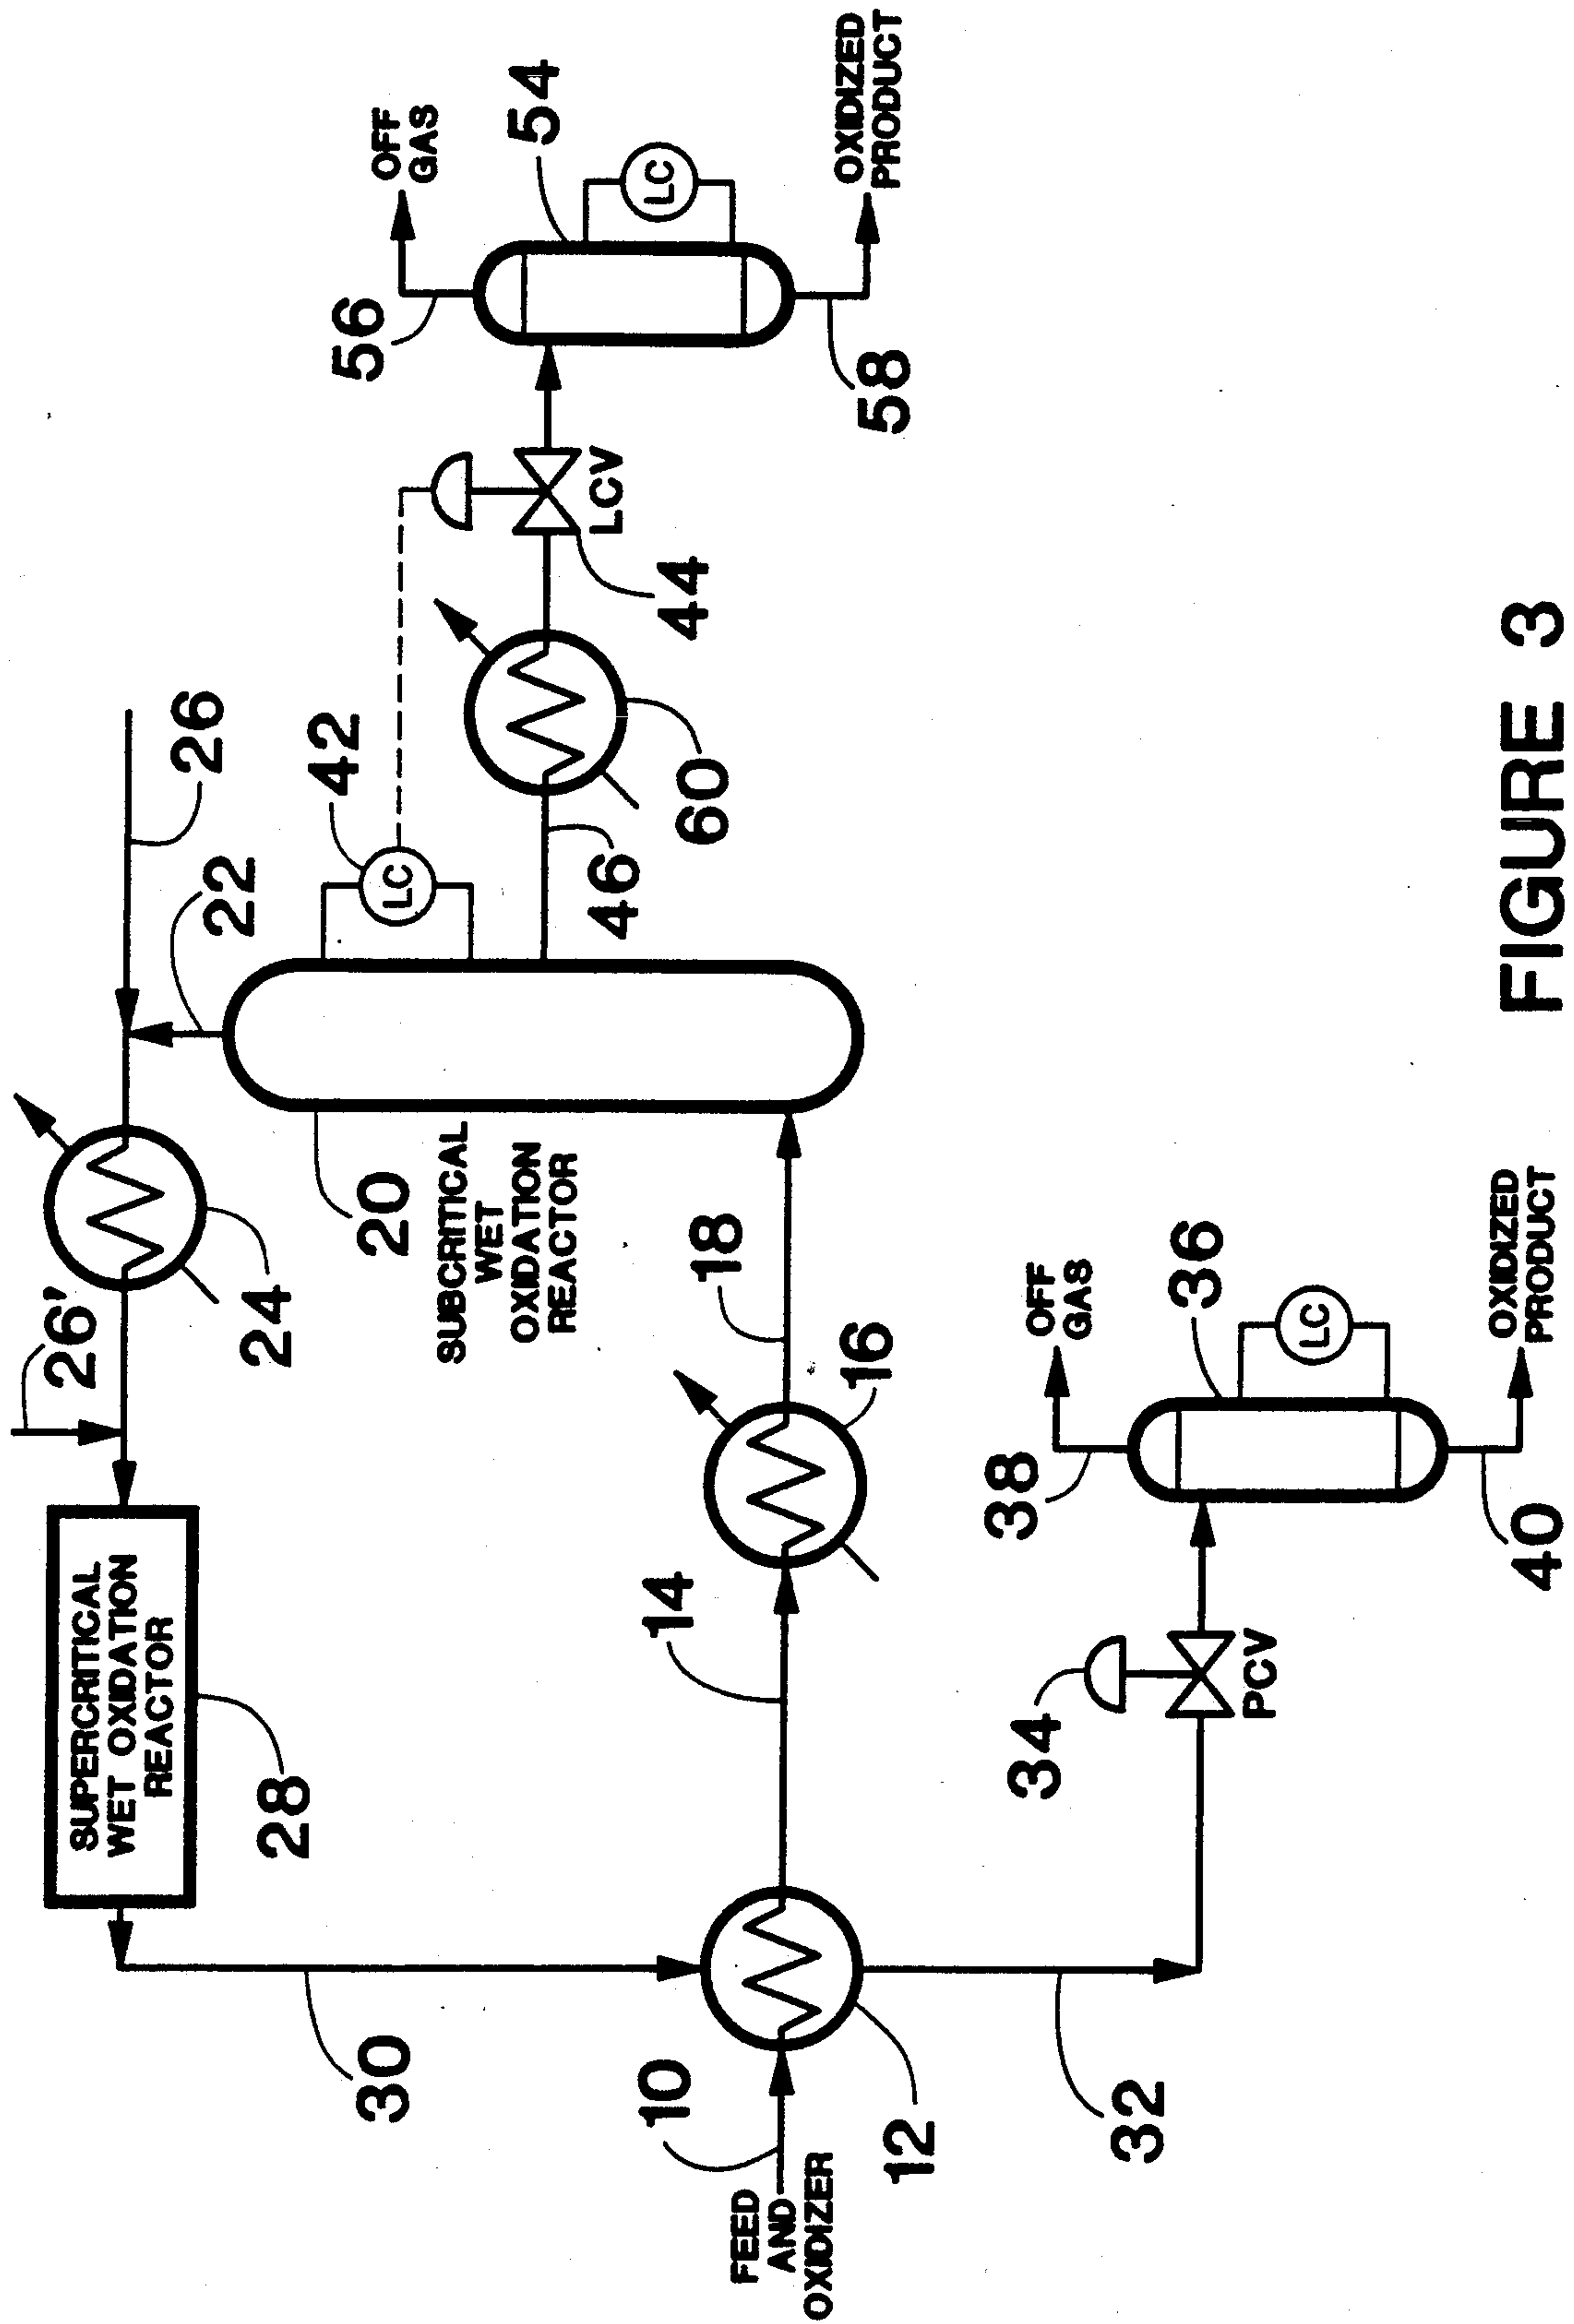 26'
24
26
22
SUPERCRITICAL
WET OXIDATION
REACTOR
28
30
20
SUBCRITICAL
WET
OXIDATION
REACTOR
42
LC
46
60
44
LCV
56
OFF
GAS
54
LC
58
OXIDIZED
PRODUCT
FEED
AND
OXIDIZER
10
12
14
16
18
32
34
PCV
38
OFF
GAS
36
LC
40
OXIDIZED
PRODUCT
FIGURE 3